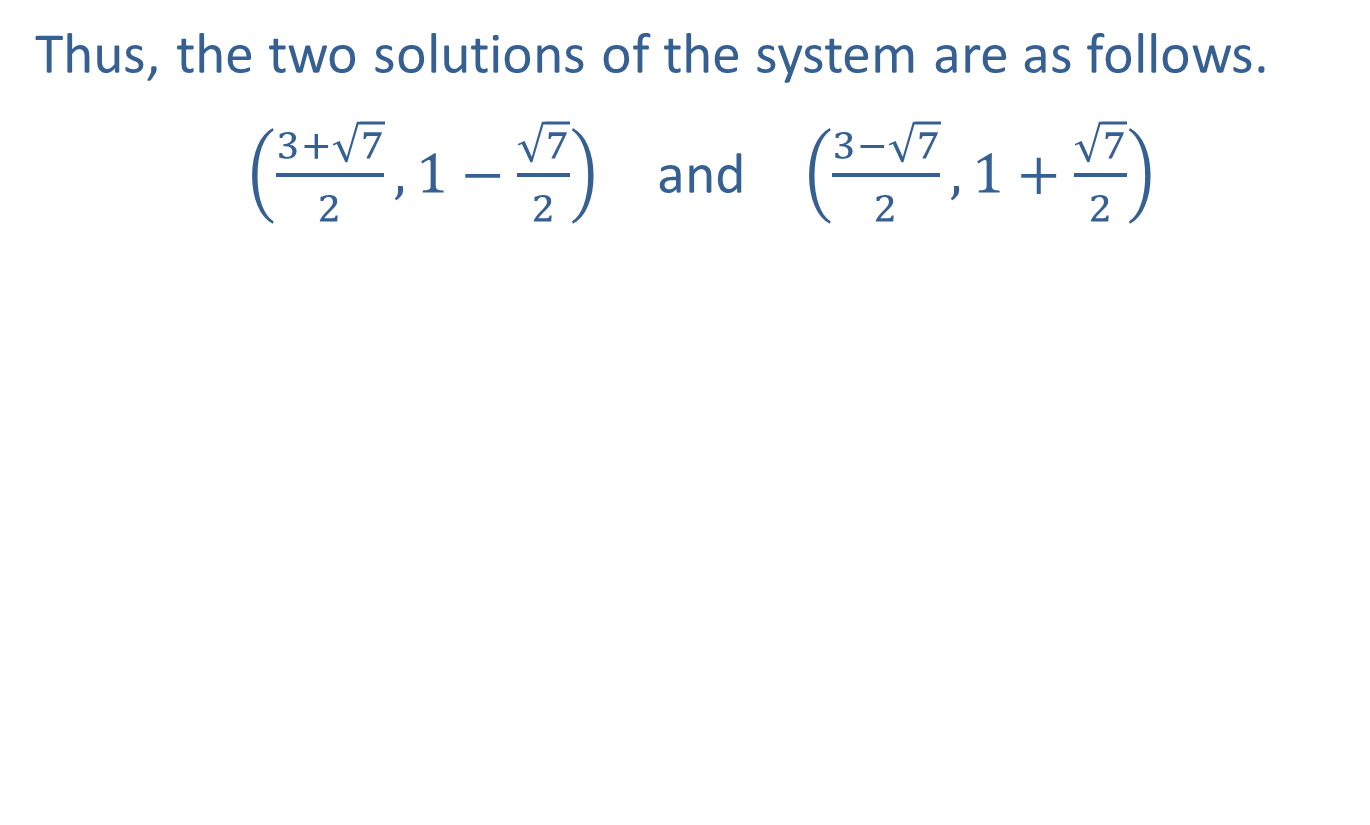 Thus, the two solutions of the system are as follows.
(3+√7/2, 1 − √7/2) and (3−√7/2, 1 + √7/2)